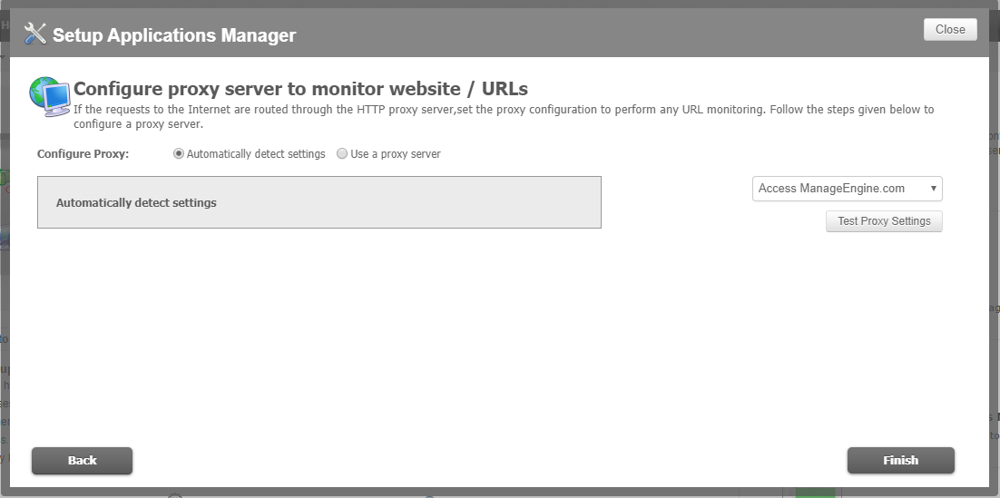 Setup Applications Manager
Close
Configure proxy server to monitor website / URLs
If the requests to the Internet are routed through the HTTP proxy server,set the proxy configuration to perform any URL monitoring. Follow the steps given below to
configure a proxy server.
Configure Proxy: Automatically detect settings Use a proxy server
Automatically detect settings
Access ManageEngine.com
Test Proxy Settings
Back
Finish